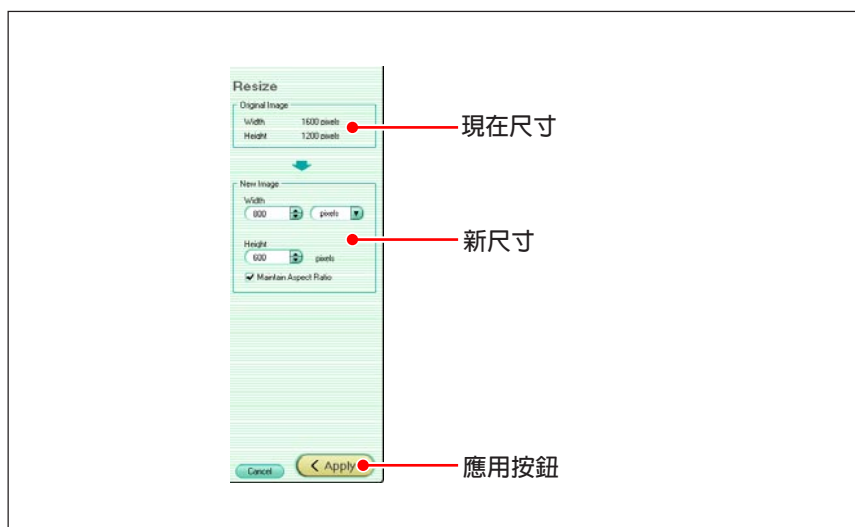 Resize
Original Image
Width 1600 pixels
Height 1200 pixels
現在尺寸
New Image
Width
800 pixels
新尺寸
Height
600 pixels
Maintain Aspect Ratio
Cancel < Apply
應用按鈕